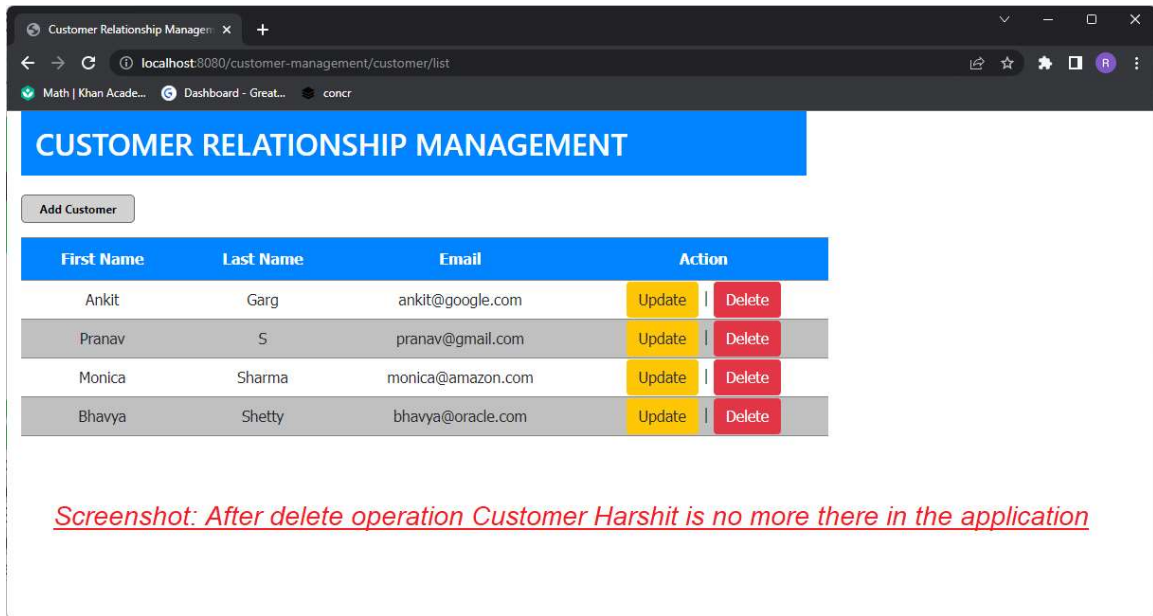 Customer Relationship Managem
localhost:8080/customer-management/customer/list
R
Math | Khan Acade... Dashboard - Great... concr
CUSTOMER RELATIONSHIP MANAGEMENT
Add Customer
First Name Last Name Email Action
Ankit Garg ankit@google.com Update | Delete
Pranav S pranav@gmail.com Update | Delete
Monica Sharma monica@amazon.com Update | Delete
Bhavya Shetty bhavya@oracle.com Update | Delete
Screenshot: After delete operation Customer Harshit is no more there in the application